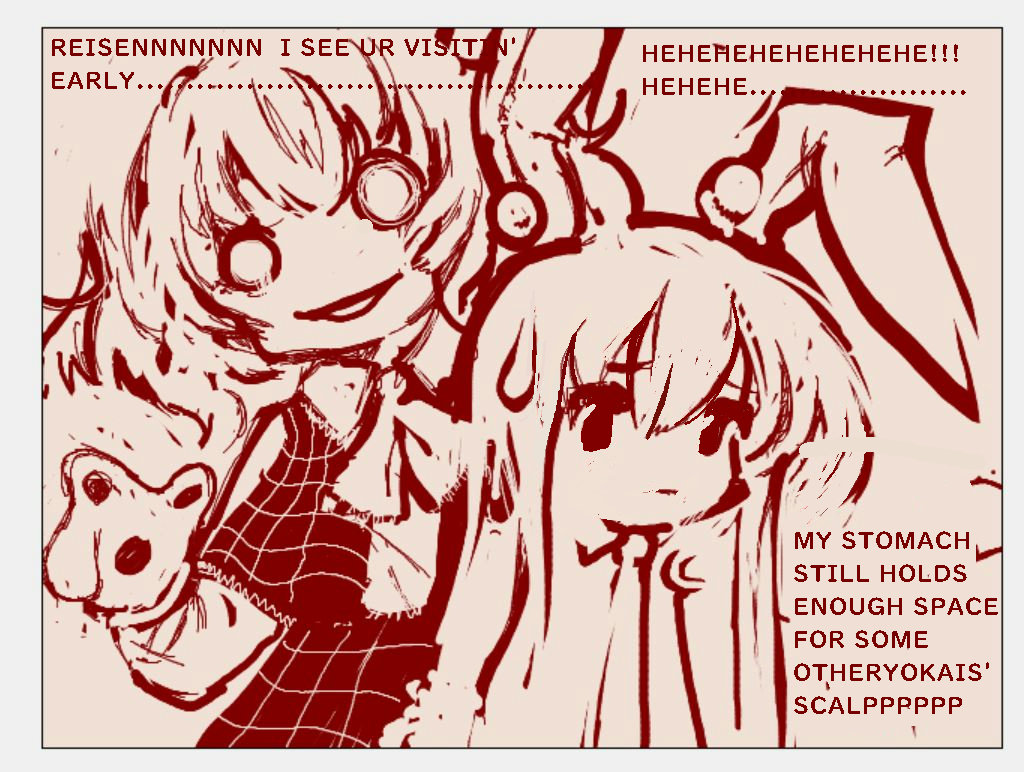 REISENNNNNNN I SEE UR VISITIN'
EARLY.............................................
HEHEHEHEHEHEHEHE!!!
HEHEHE......................
MY STOMACH
STILL HOLDS
ENOUGH SPACE
FOR SOME
OTHERYOKAIS'
SCALPPPPPP